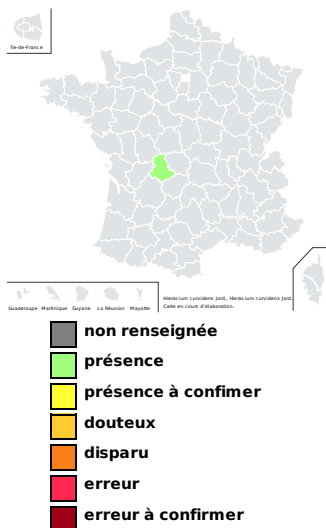 Île-de-France
Guadeloupe Martinique Guyane La Réunion Mayotte
Hieracium curvidens Jord., Hieracium curvidens Jord.
Carte en cours d'élaboration.
non renseignée
présence
présence à confimer
douteux
disparu
erreur
erreur à confirmer